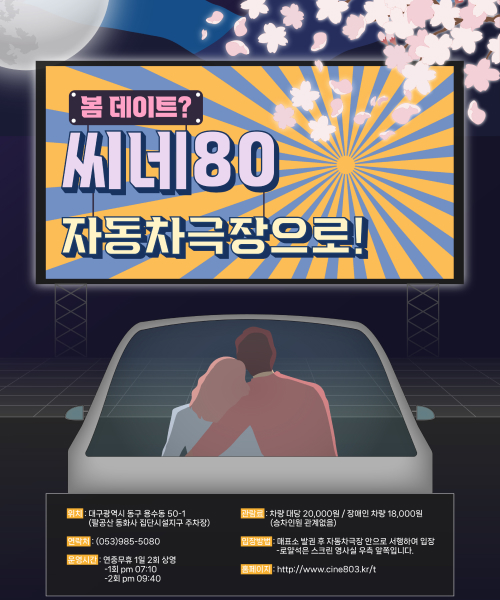 봄 데이트?
씨네80
자동차극장으로!
위치 : 대구광역시 동구 용수동 50-1
(팔공산 동화사 집단시설지구 주차장)
연락처 : (053)985-5080
운영시간 : 연중무휴 1일 2회 상영
-1회 pm 07:10
-2회 pm 09:40
관람료 : 차량 대당 20,000원 / 장애인 차량 18,000원
(승차인원 관계없음)
입장방법 : 매표소 발권 후 자동차극장 안으로 서행하여 입장
-로얄석은 스크린 영사실 우측 앞쪽입니다.
홈페이지 : http://www.cine803.kr/t